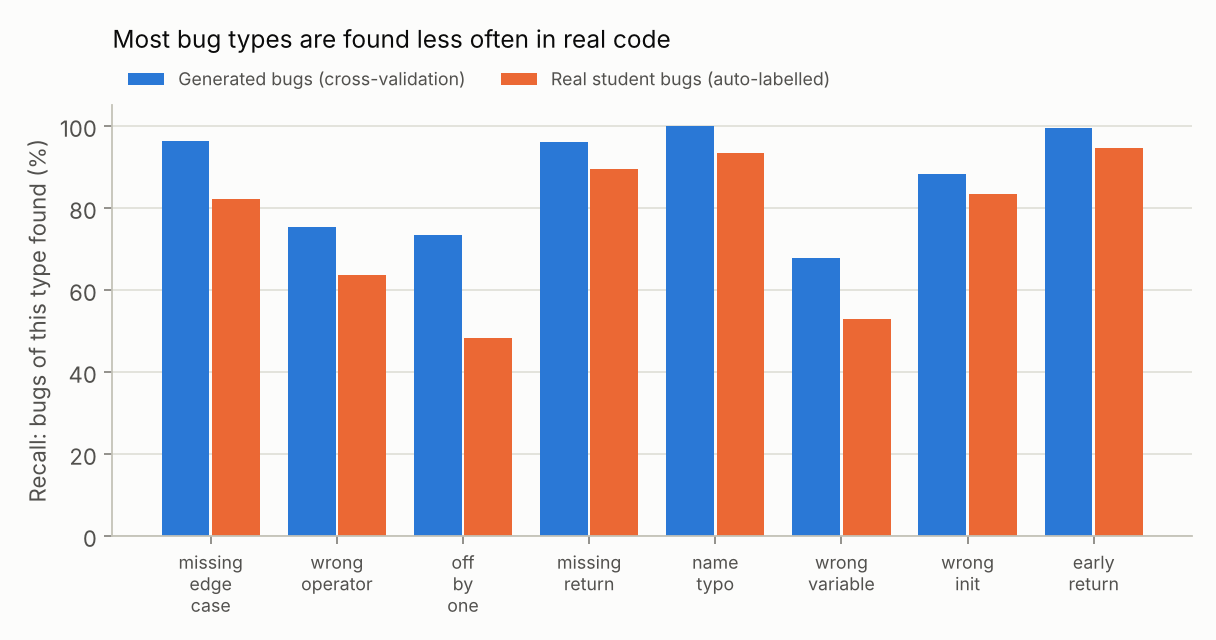 Most bug types are found less often in real code
Generated bugs (cross-validation)
Real student bugs (auto-labelled)
Recall: bugs of this type found (%)
100
80
60
40
20
0
missing
edge
case
wrong
operator
off
by
one
missing
return
name
typo
wrong
variable
wrong
init
early
return